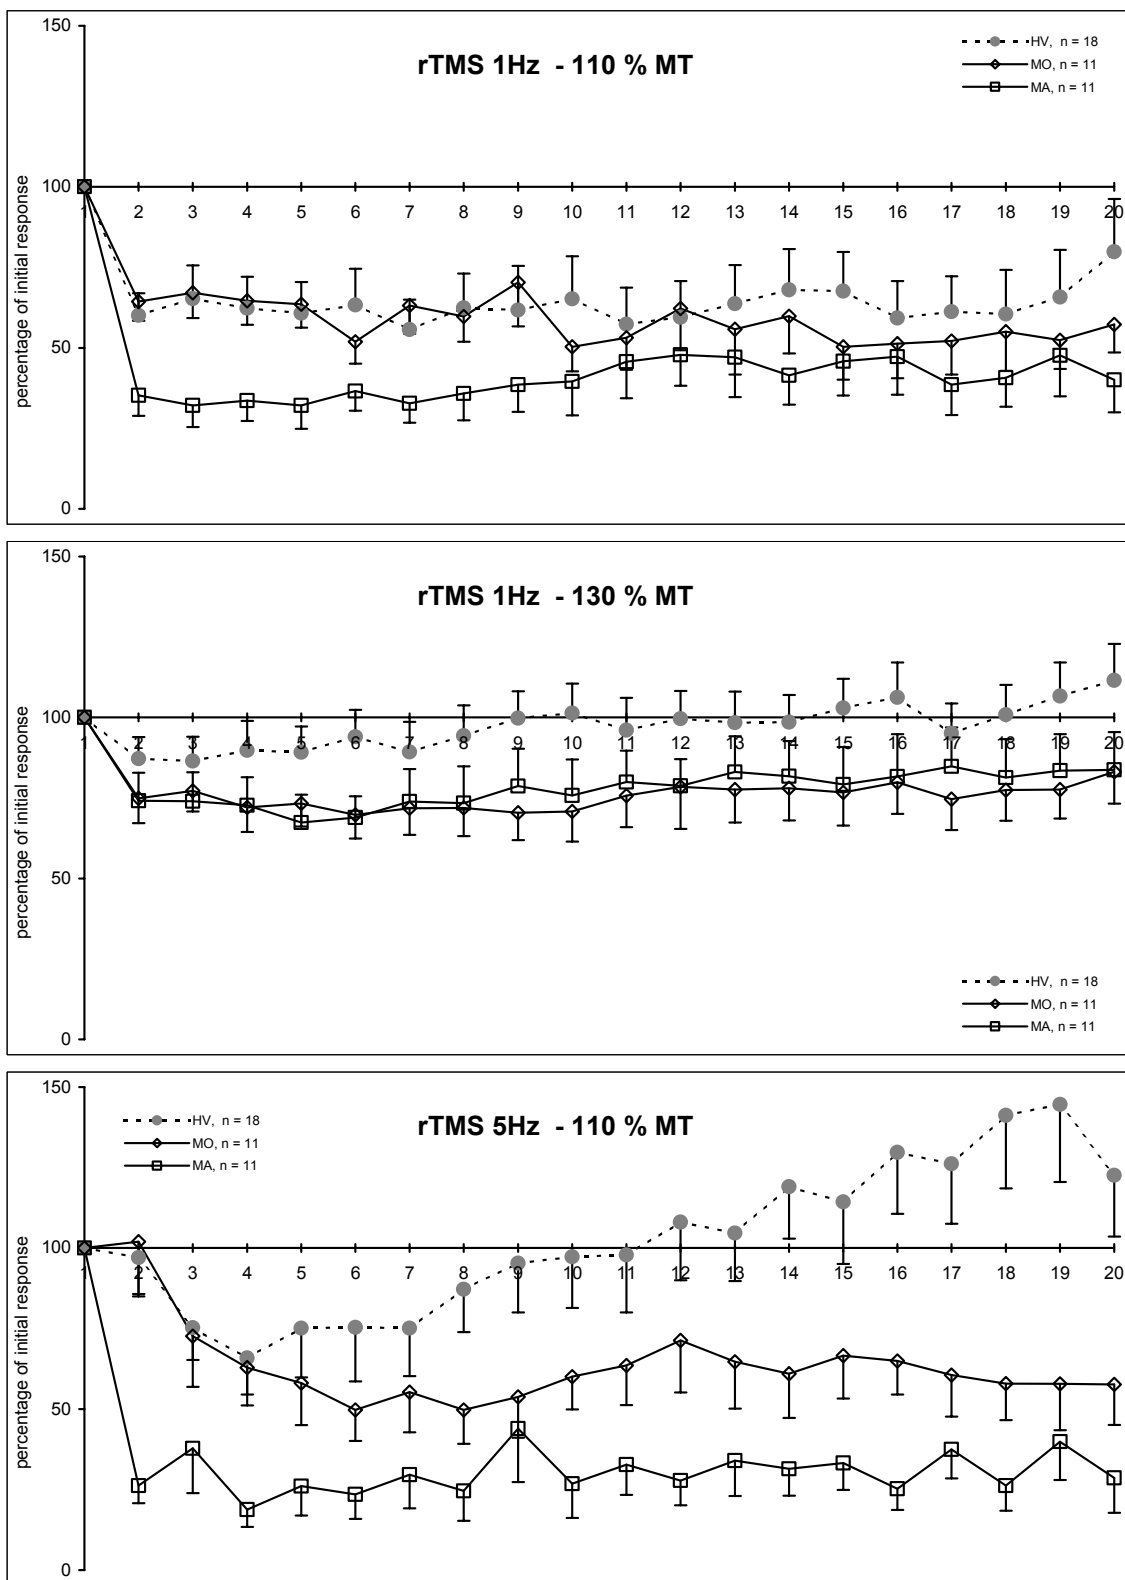 150
rTMS 1Hz - 110 % MT
HV, n = 18
MO, n = 11
MA, n = 11
percentage of initial response
100
1 2 3 4 5 6 7 8 9 10 11 12 13 14 15 16 17 18 19 20
50
0
150
rTMS 1Hz - 130 % MT
percentage of initial response
100
1 2 3 4 5 6 7 8 9 10 11 12 13 14 15 16 17 18 19 20
50
HV, n = 18
MO, n = 11
MA, n = 11
0
150
HV, n = 18
MO, n = 11
MA, n = 11
rTMS 5Hz - 110 % MT
percentage of initial response
100
1 2 3 4 5 6 7 8 9 10 11 12 13 14 15 16 17 18 19 20
50
0